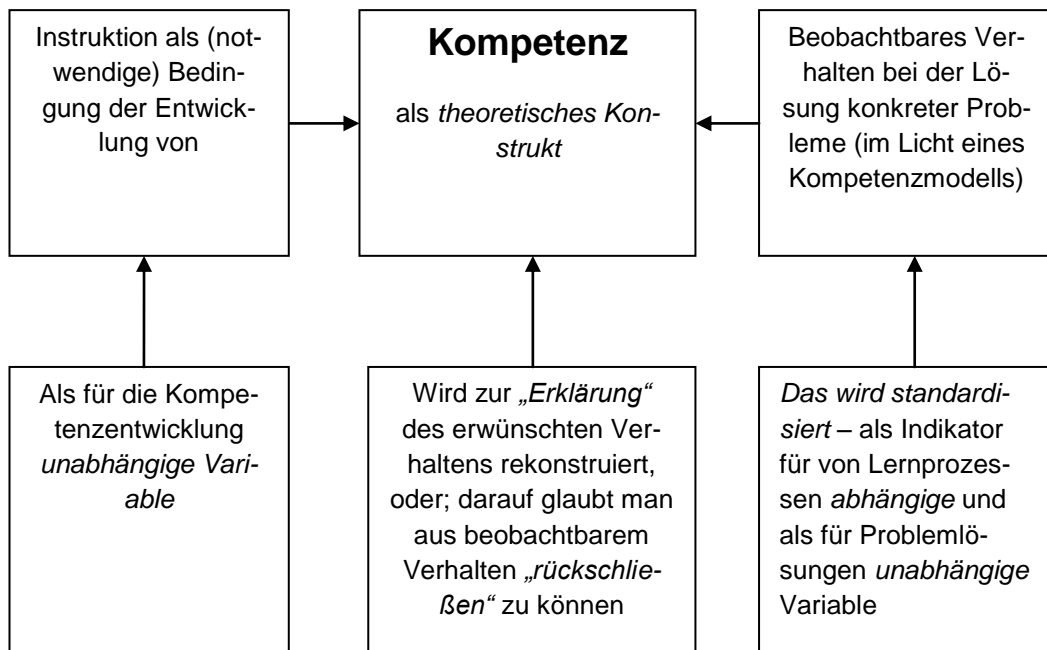 Instruktion als (not-
wendige) Bedin-
gung der Entwick-
lung von
Kompetenz
als theoretisches Kon-
strukt
Beobachtbares Ver-
halten bei der Lö-
sung konkreter Prob-
leme (im Licht eines
Kompetenzmodells)
Als für die Kompe-
tenzentwicklung
unabhängige Vari-
able
Wird zur „Erklärung“
des erwünschten Ver-
haltens rekonstruiert,
oder; darauf glaubt man
aus beobachtbarem
Verhalten „rückschlie-
ßen“ zu können
Das wird standardi-
siert – als Indikator
für von Lernprozes-
sen abhängige und
als für Problemlö-
sungen unabhängige
Variable